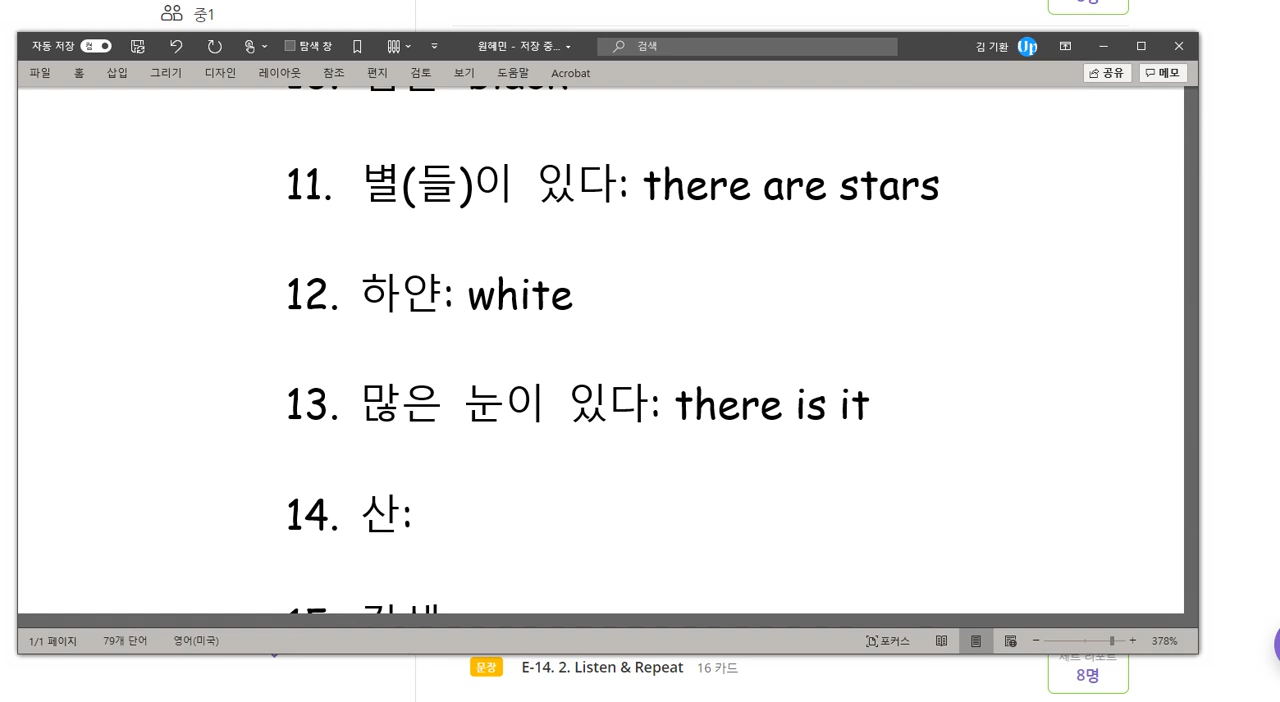 중1
자동 저장 켬 탐색 창 원혜민 - 저장 중... 검색 김 기환 Up
파일 홈 삽입 그리기 디자인 레이아웃 참조 편지 검토 보기 도움말 Acrobat 공유 메모
11. 별(들)이 있다: there are stars
12. 하얀: white
13. 많은 눈이 있다: there is it
14. 산:
1/1 페이지 79개 단어 영어(미국) 포커스 378%
문장 E-14. 2. Listen & Repeat 16 카드
8명